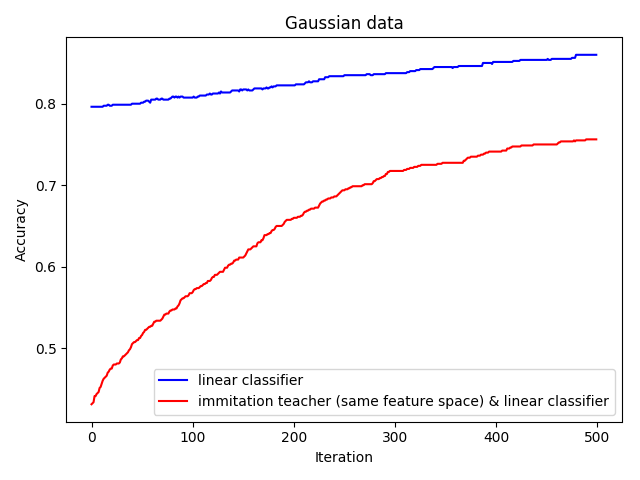 Gaussian data
Accuracy
0.8
0.7
0.6
0.5
linear classifier
immitation teacher (same feature space) & linear classifier
0 100 200 300 400 500
Iteration